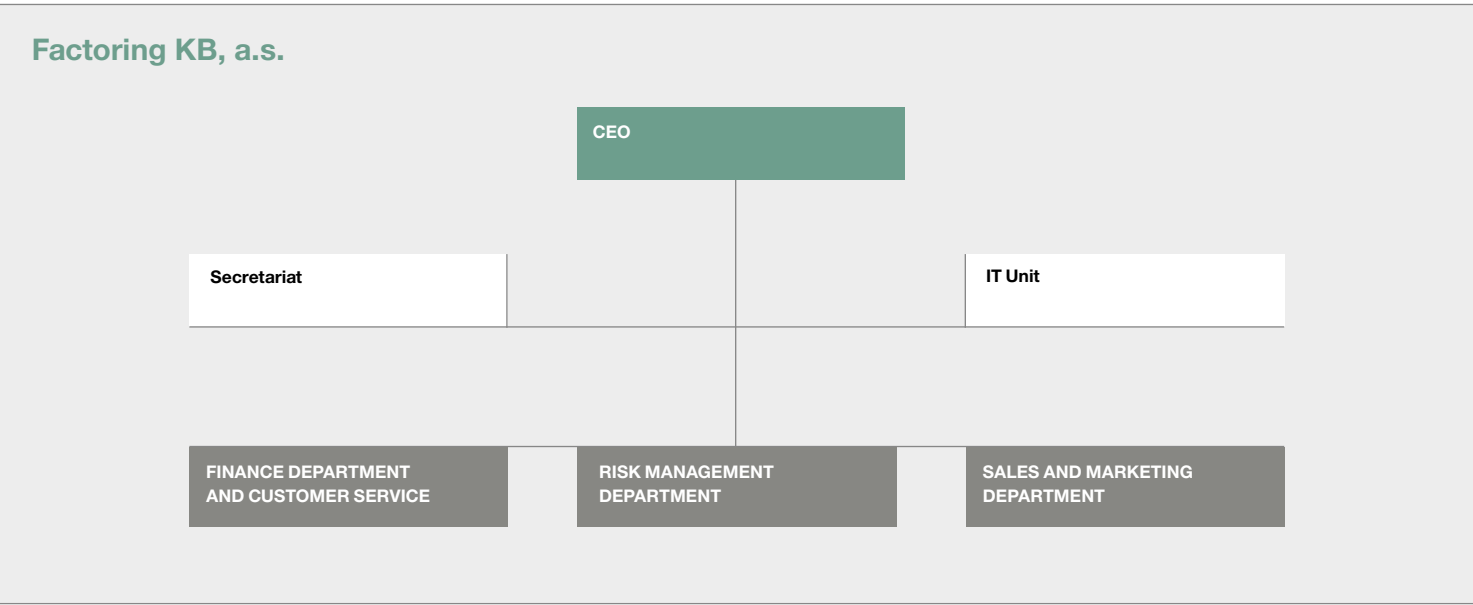 Factoring KB, a.s.
CEO
Secretariat
IT Unit
FINANCE DEPARTMENT
AND CUSTOMER SERVICE
RISK MANAGEMENT
DEPARTMENT
SALES AND MARKETING
DEPARTMENT